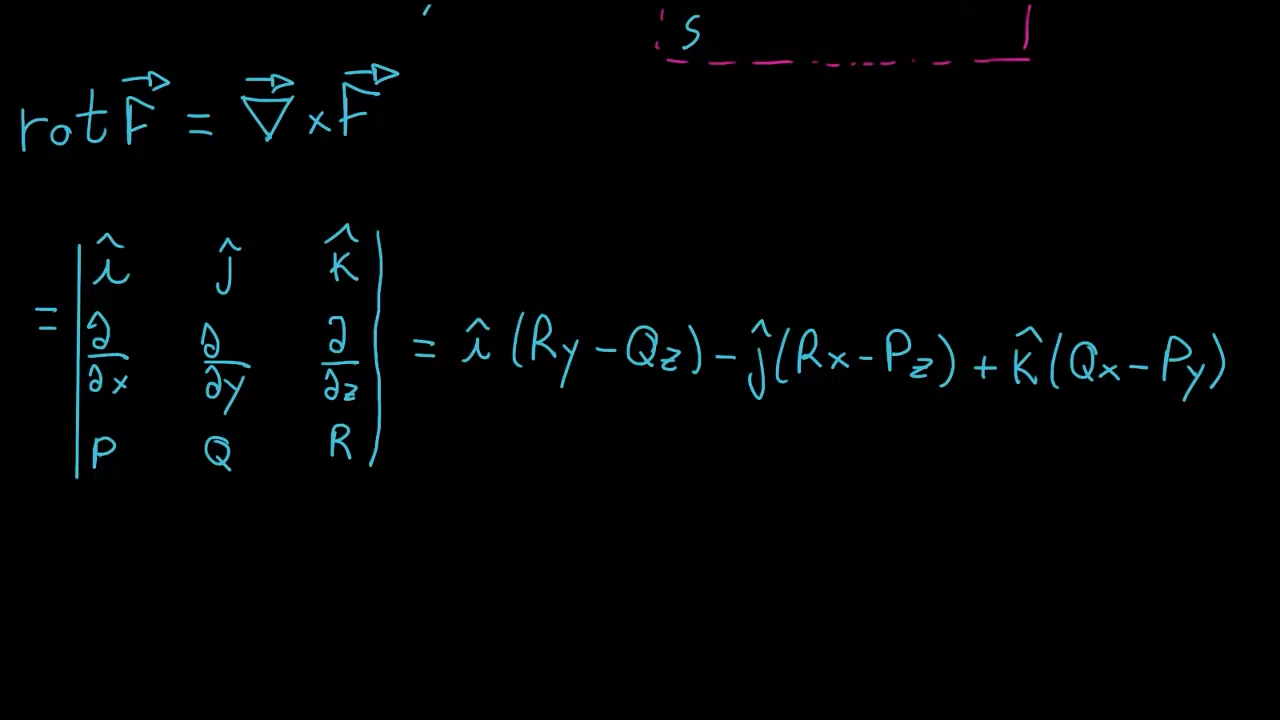 S
rot F⃗ = ∇⃗ × F⃗
= | î ĵ k̂ |
| ∂/∂x ∂/∂y ∂/∂z | = î (Ry − Qz) − ĵ (Rx − Pz) + k̂ (Qx − Py)
| P Q R |